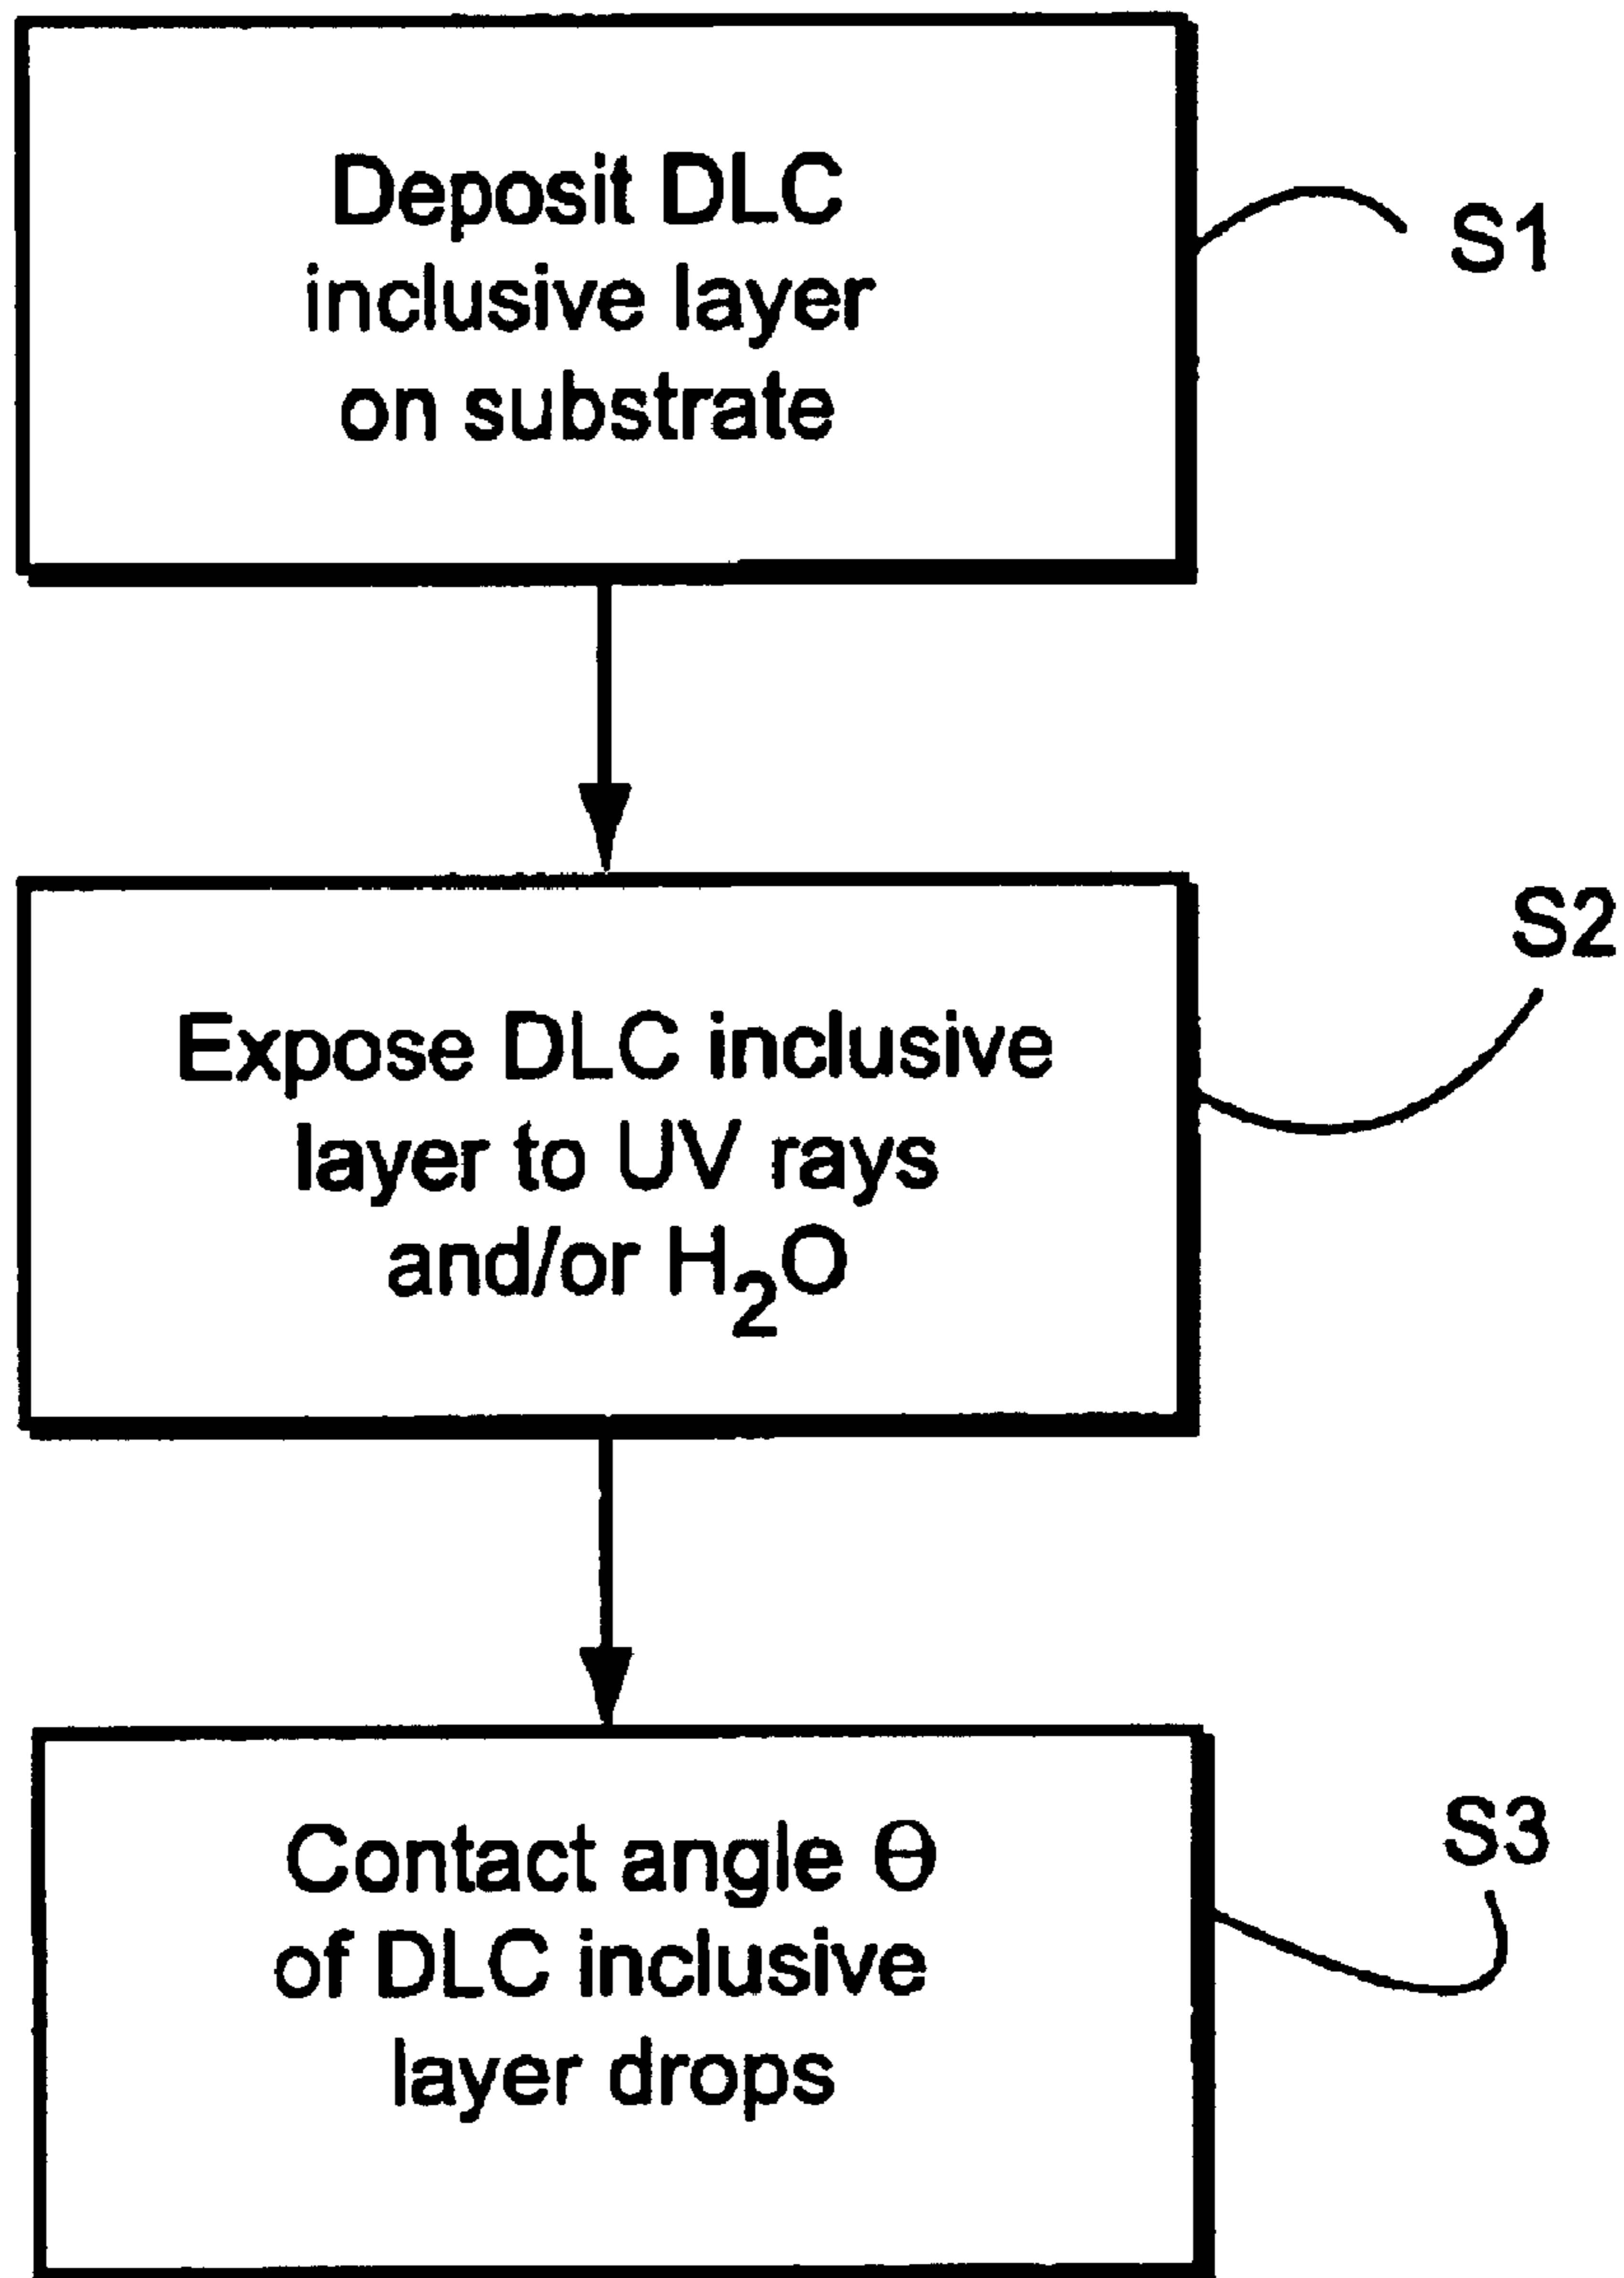 Deposit DLC
inclusive layer
on substrate
S1
S2
Expose DLC inclusive
layer to UV rays
and/or H₂O
S3
Contact angle Θ
of DLC inclusive
layer drops